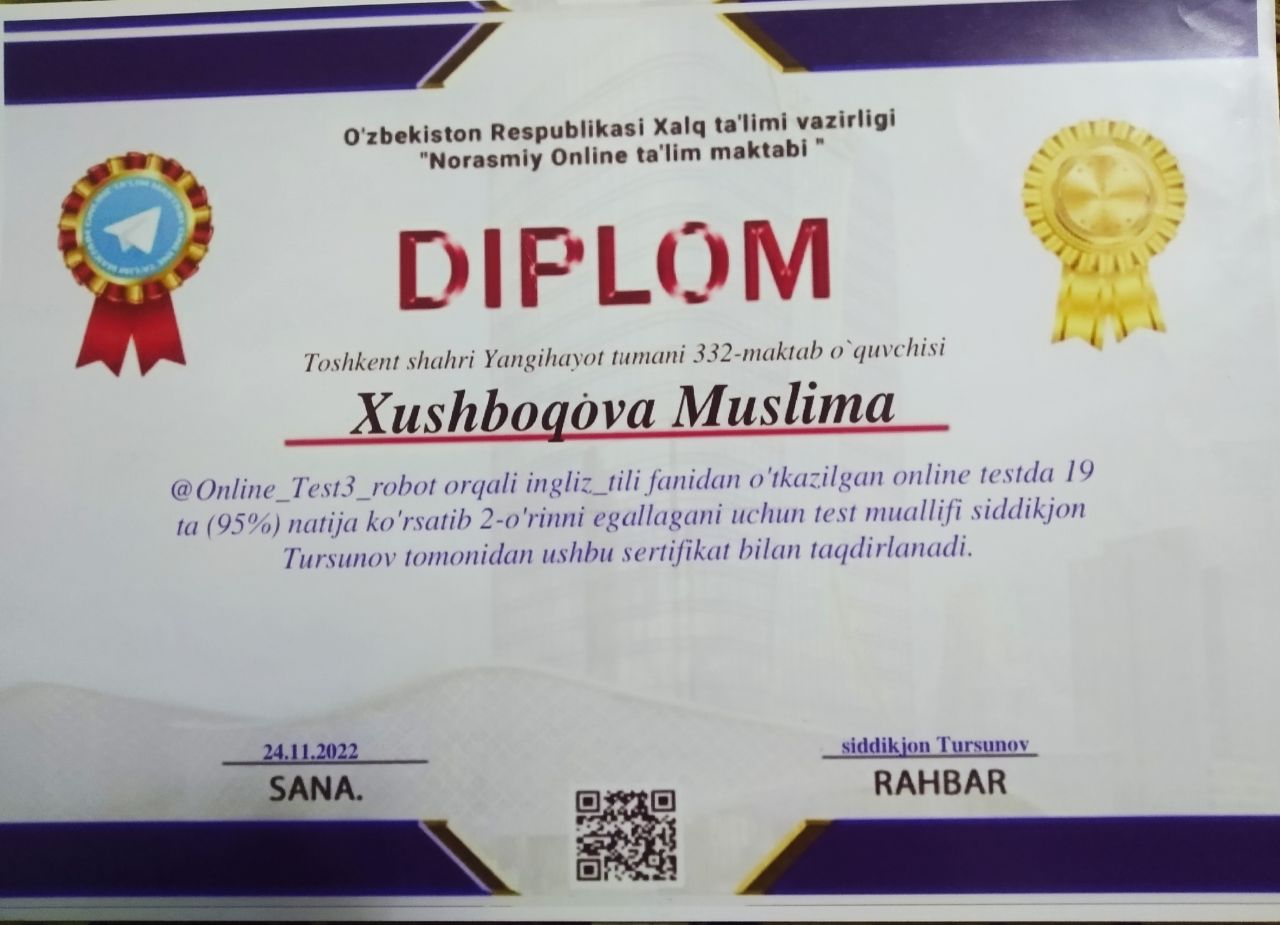 O'zbekiston Respublikasi Xalq ta'limi vazirligi
"Norasmiy Online ta'lim maktabi "
DIPLOM
Toshkent shahri Yangihayot tumani 332-maktab o`quvchisi
Xushboqȯva Muslima
@Online_Test3_robot orqali ingliz_tili fanidan o'tkazilgan online testda 19
ta (95%) natija ko'rsatib 2-o'rinni egallagani uchun test muallifi siddikjon
Tursunov tomonidan ushbu sertifikat bilan taqdirlanadi.
24.11.2022
SANA.
siddikjon Tursunov
RAHBAR